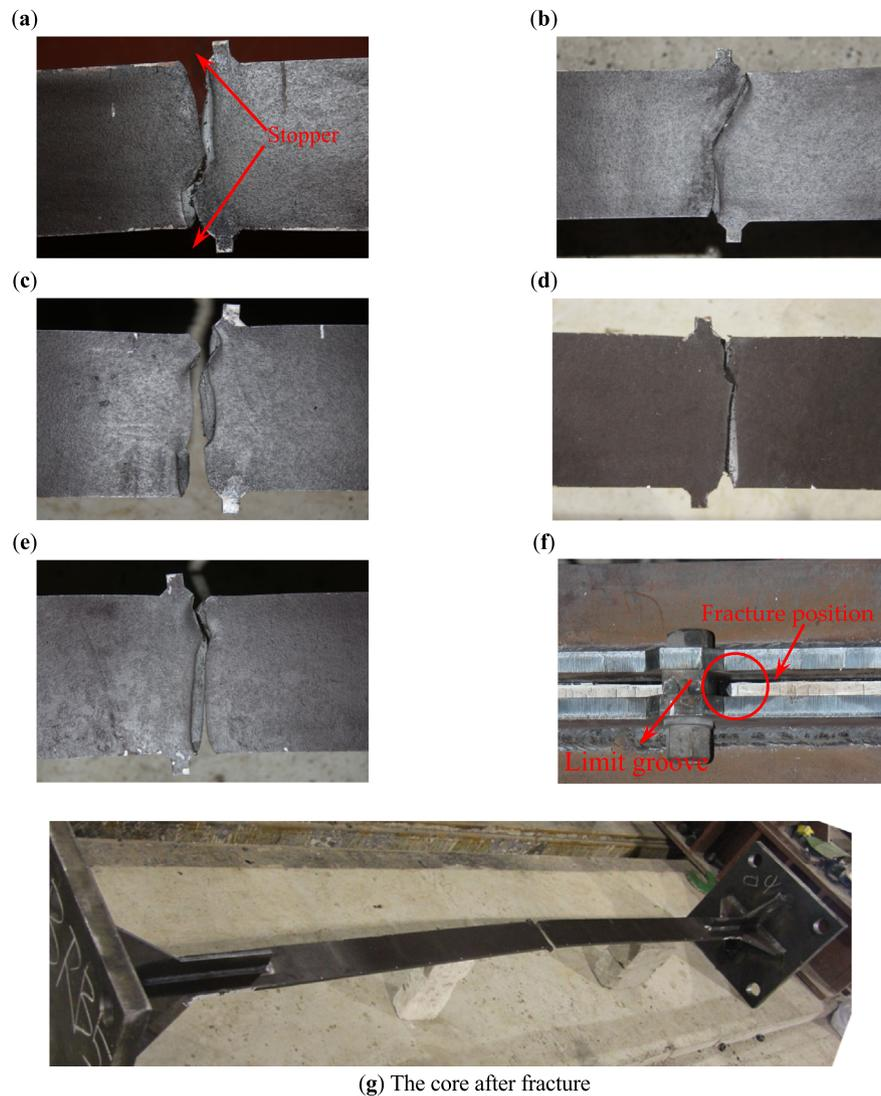 (a)
(b)
Stopper
(c)
(d)
(e)
(f)
Fracture position
Limit groove
(g) The core after fracture